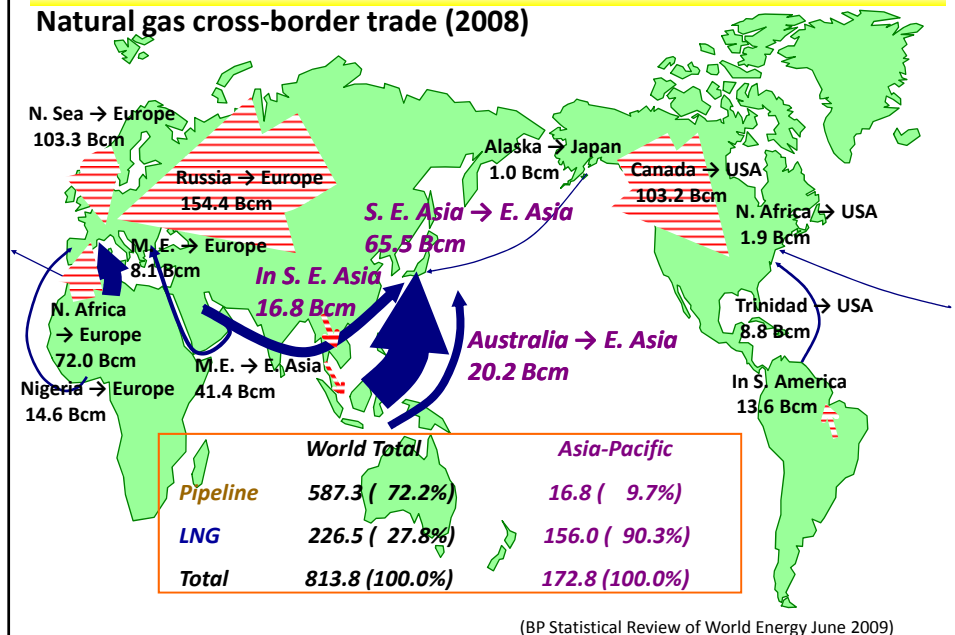 Natural gas cross-border trade (2008)
N. Sea → Europe
103.3 Bcm
Russia → Europe
154.4 Bcm
Alaska → Japan
1.0 Bcm
Canada → USA
103.2 Bcm
N. Africa → USA
1.9 Bcm
S. E. Asia → E. Asia
65.5 Bcm
M.E. → Europe
8.1 Bcm
In S. E. Asia
16.8 Bcm
N. Africa
→ Europe
72.0 Bcm
Trinidad → USA
8.8 Bcm
Australia → E. Asia
20.2 Bcm
M.E. → E. Asia
41.4 Bcm
Nigeria → Europe
14.6 Bcm
In S. America
13.6 Bcm
World Total Asia-Pacific
Pipeline 587.3 ( 72.2%) 16.8 ( 9.7%)
LNG 226.5 ( 27.8%) 156.0 ( 90.3%)
Total 813.8 (100.0%) 172.8 (100.0%)
(BP Statistical Review of World Energy June 2009)